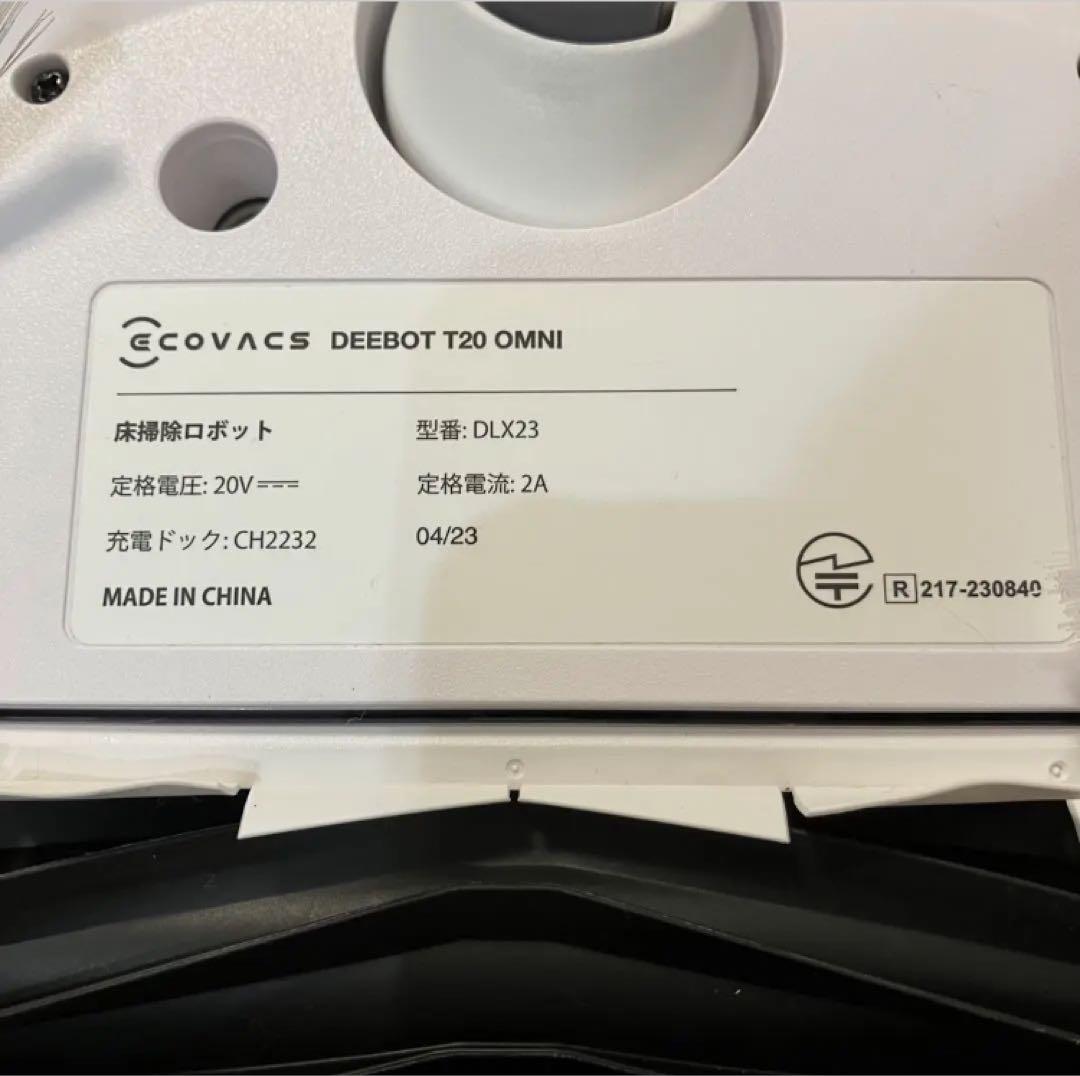 ECOVACS DEEBOT T20 OMNI
床掃除ロボット 型番: DLX23
定格電圧: 20V 定格電流: 2A
充電ドック: CH2232 04/23
MADE IN CHINA
R 217-230840